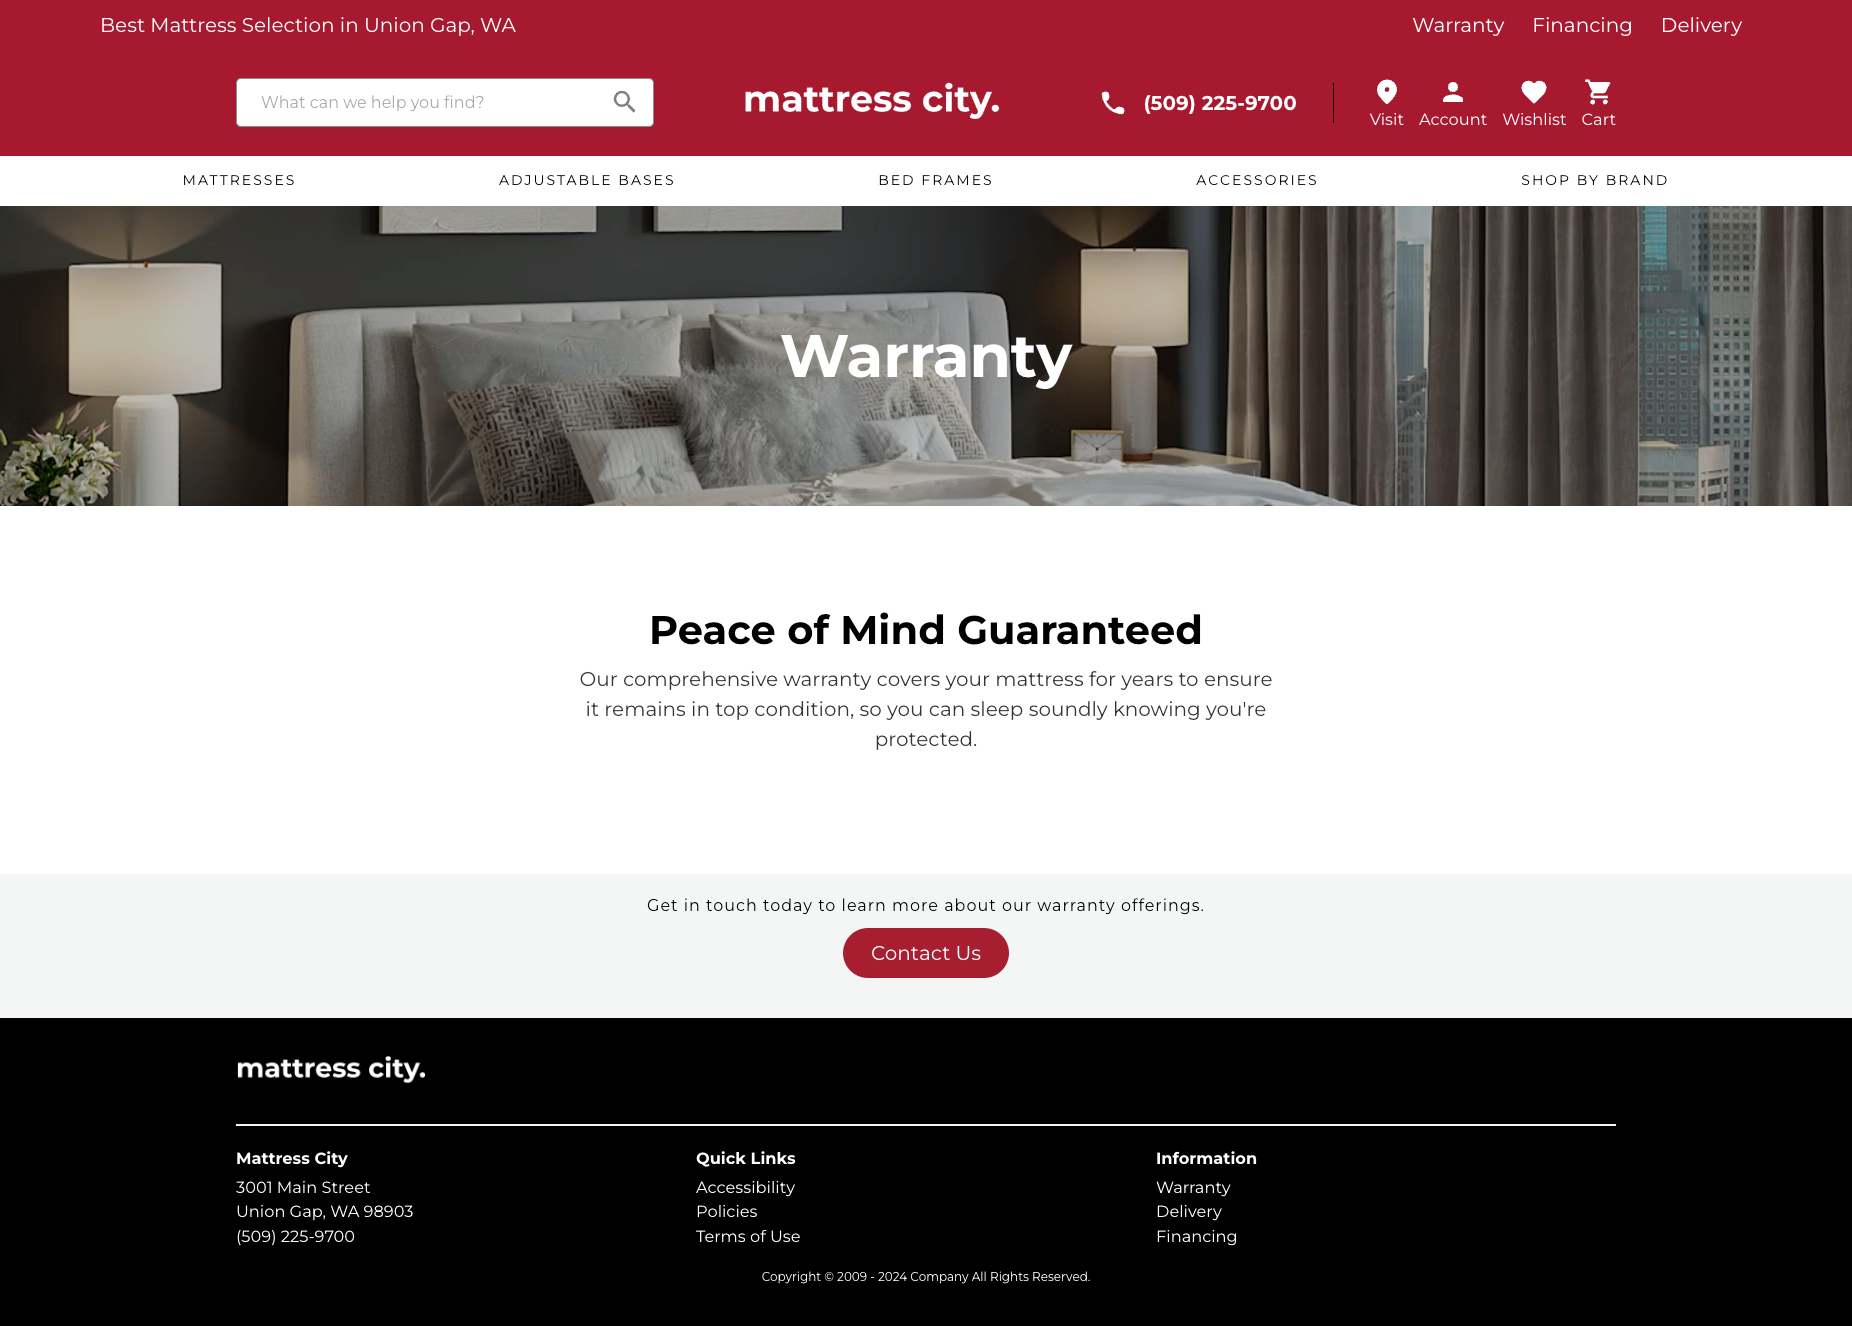 Best Mattress Selection in Union Gap, WA
Warranty Financing Delivery
What can we help you find?
mattress city.
(509) 225-9700
Visit Account Wishlist Cart
MATTRESSES ADJUSTABLE BASES BED FRAMES ACCESSORIES SHOP BY BRAND
Warranty
Peace of Mind Guaranteed
Our comprehensive warranty covers your mattress for years to ensure
it remains in top condition, so you can sleep soundly knowing you're
protected.
Get in touch today to learn more about our warranty offerings.
Contact Us
mattress city.
Mattress City
3001 Main Street
Union Gap, WA 98903
(509) 225-9700
Quick Links
Accessibility
Policies
Terms of Use
Information
Warranty
Delivery
Financing
Copyright © 2009 - 2024 Company All Rights Reserved.